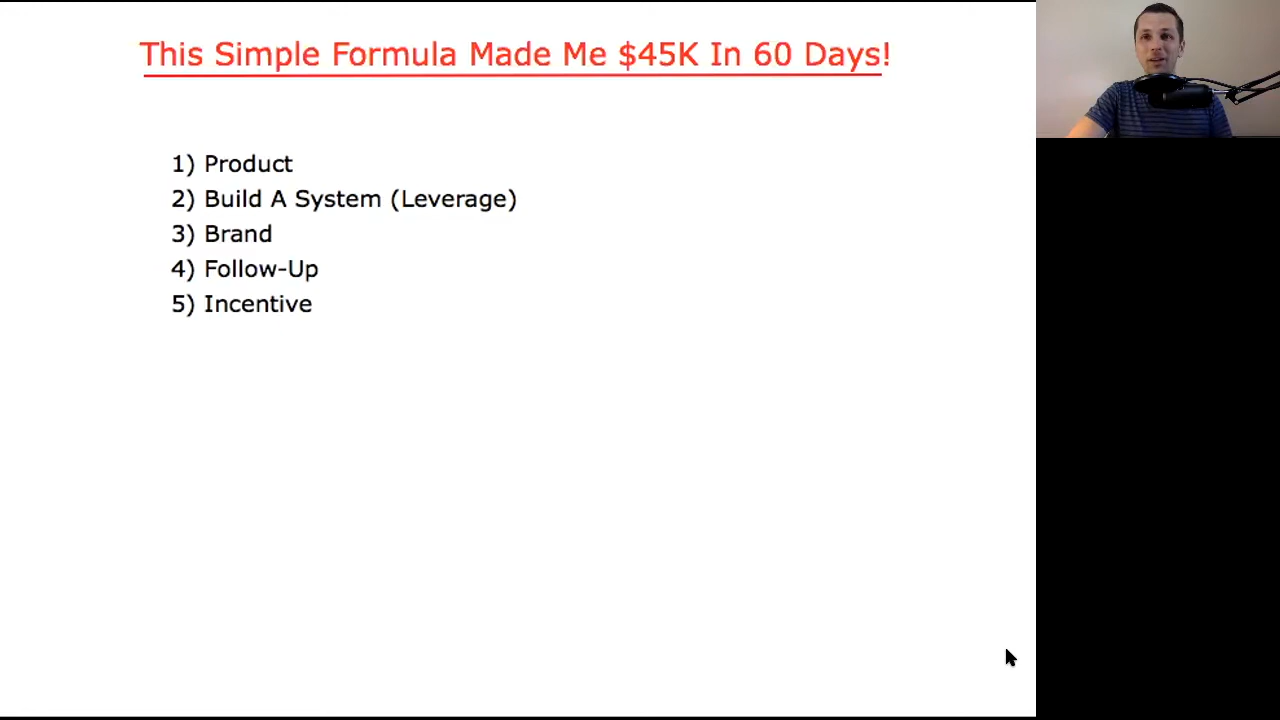 This Simple Formula Made Me $45K In 60 Days!
1) Product
2) Build A System (Leverage)
3) Brand
4) Follow-Up
5) Incentive